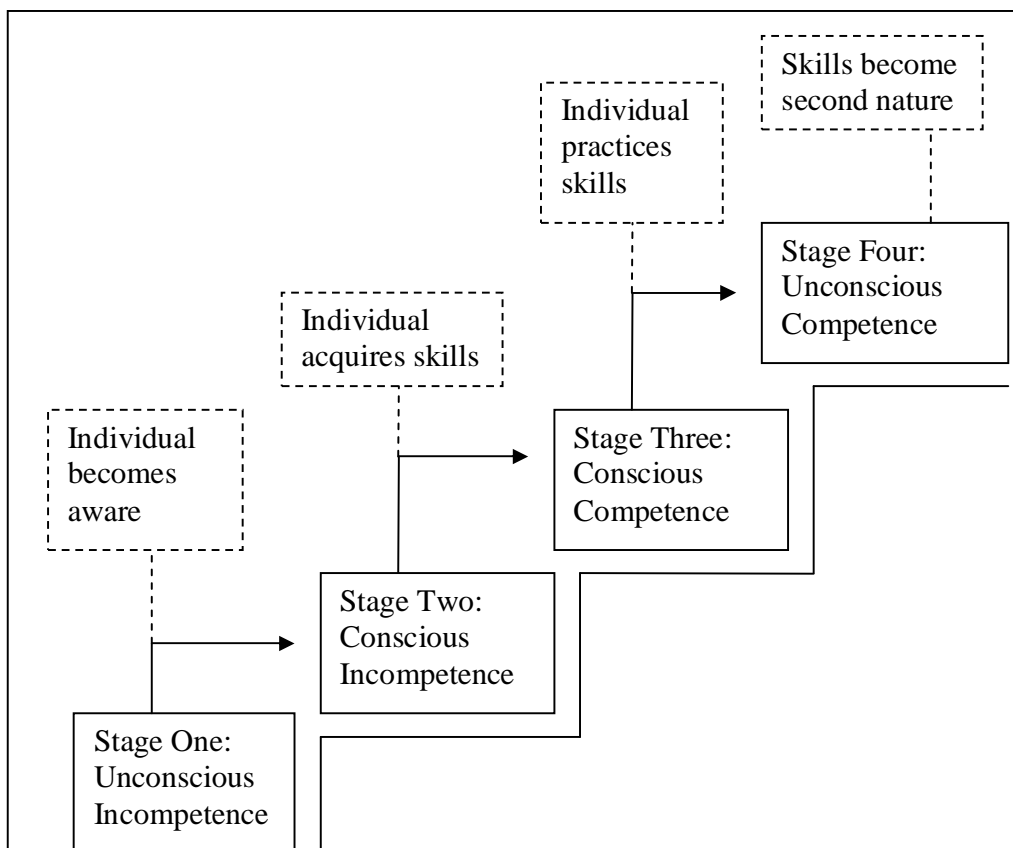 Skills become
second nature
Individual
practices
skills
Stage Four:
Unconscious
Competence
Individual
acquires skills
Stage Three:
Conscious
Competence
Individual
becomes
aware
Stage Two:
Conscious
Incompetence
Stage One:
Unconscious
Incompetence